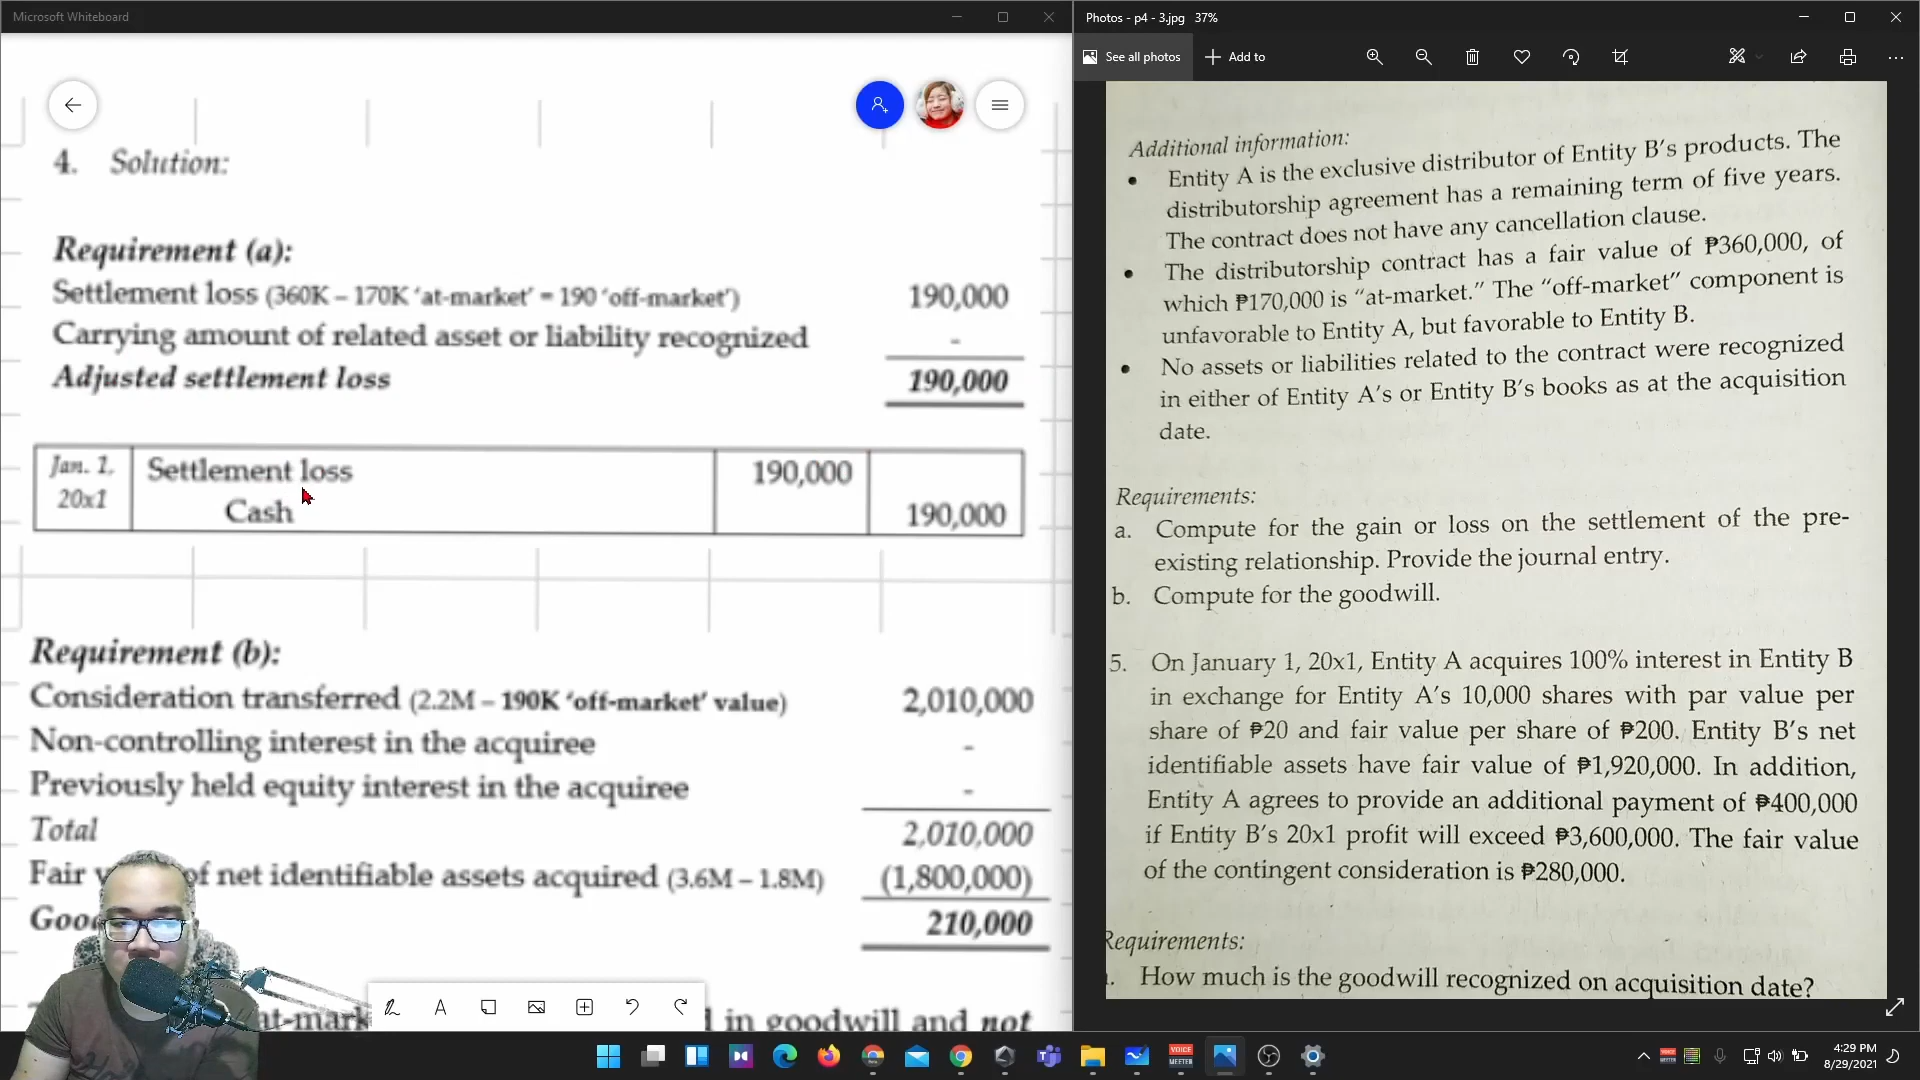 Microsoft Whiteboard
4. Solution:
Requirement (a):
Settlement loss (360K – 170K 'at-market' = 190 'off-market') 190,000
Carrying amount of related asset or liability recognized -
Adjusted settlement loss 190,000
Jan. 1, Settlement loss 190,000
20x1 Cash 190,000
Requirement (b):
Consideration transferred (2.2M – 190K 'off-market' value) 2,010,000
Non-controlling interest in the acquiree -
Previously held equity interest in the acquiree -
Total 2,010,000
Fair of net identifiable assets acquired (3.6M – 1.8M) (1,800,000)
Goo 210,000
at-mark in goodwill and not
Photos - p4 - 3.jpg 37%
See all photos Add to
Additional information:
• Entity A is the exclusive distributor of Entity B's products. The
distributorship agreement has a remaining term of five years.
The contract does not have any cancellation clause.
• The distributorship contract has a fair value of ₱360,000, of
which ₱170,000 is "at-market." The "off-market" component is
unfavorable to Entity A, but favorable to Entity B.
• No assets or liabilities related to the contract were recognized
in either of Entity A's or Entity B's books as at the acquisition
date.
Requirements:
a. Compute for the gain or loss on the settlement of the pre-
existing relationship. Provide the journal entry.
b. Compute for the goodwill.
5. On January 1, 20x1, Entity A acquires 100% interest in Entity B
in exchange for Entity A's 10,000 shares with par value per
share of ₱20 and fair value per share of ₱200. Entity B's net
identifiable assets have fair value of ₱1,920,000. In addition,
Entity A agrees to provide an additional payment of ₱400,000
if Entity B's 20x1 profit will exceed ₱3,600,000. The fair value
of the contingent consideration is ₱280,000.
Requirements:
. How much is the goodwill recognized on acquisition date?
VOICE
MEETER
4:29 PM
8/29/2021